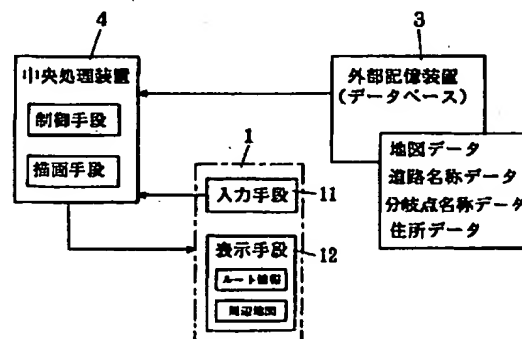 4
中央処理装置
制御手段
描画手段
3
外部記憶装置
(データベース)
地図データ
道路名称データ
分岐点名称データ
住所データ
1
入力手段
11
表示手段
12
ルート情報
周辺地図